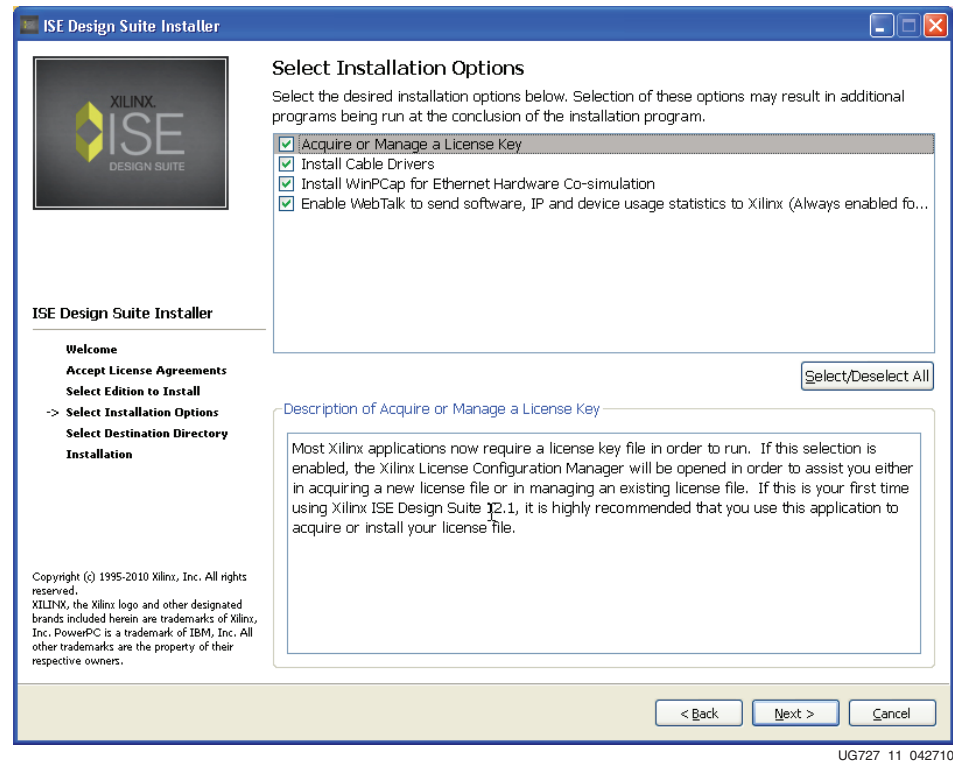 ISE Design Suite Installer
XILINX.
ISE
DESIGN SUITE
Select Installation Options
Select the desired installation options below. Selection of these options may result in additional
programs being run at the conclusion of the installation program.
Acquire or Manage a License Key
Install Cable Drivers
Install WinPCap for Ethernet Hardware Co-simulation
Enable WebTalk to send software, IP and device usage statistics to Xilinx (Always enabled fo...
Select/Deselect All
ISE Design Suite Installer
Welcome
Accept License Agreements
Select Edition to Install
-> Select Installation Options
Select Destination Directory
Installation
Description of Acquire or Manage a License Key
Most Xilinx applications now require a license key file in order to run. If this selection is
enabled, the Xilinx License Configuration Manager will be opened in order to assist you either
in acquiring a new license file or in managing an existing license file. If this is your first time
using Xilinx ISE Design Suite 12.1, it is highly recommended that you use this application to
acquire or install your license file.
Copyright (c) 1995-2010 Xilinx, Inc. All rights
reserved.
XILINX, the Xilinx logo and other designated
brands included herein are trademarks of Xilinx,
Inc. PowerPC is a trademark of IBM, Inc. All
other trademarks are the property of their
respective owners.
< Back
Next >
Cancel
UG727_11_042710